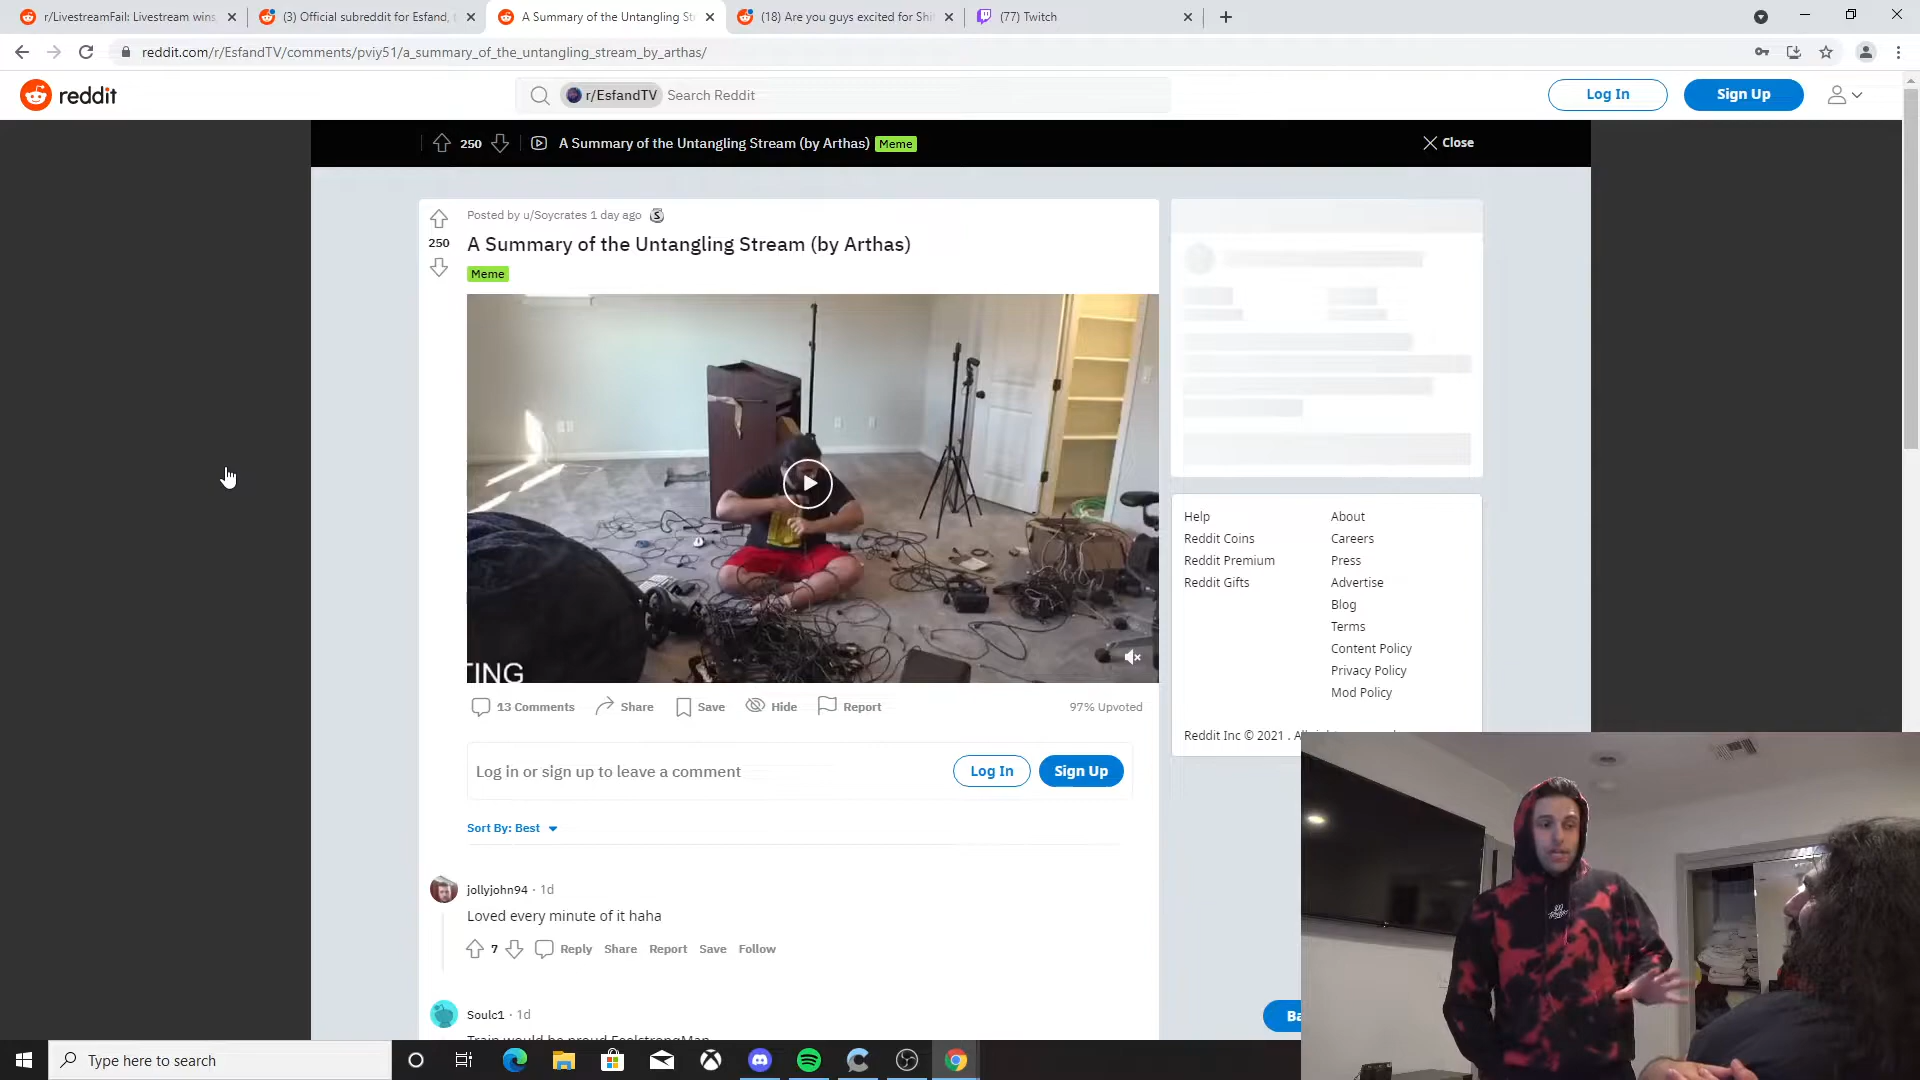 r/LivestreamFail: Livestream wins,
(3) Official subreddit for Esfand, (
A Summary of the Untangling St
(18) Are you guys excited for Shi
(77) Twitch
reddit.com/r/EsfandTV/comments/pviy51/a_summary_of_the_untangling_stream_by_arthas/
reddit
r/EsfandTV
Search Reddit
Log In
Sign Up
250
A Summary of the Untangling Stream (by Arthas)
Meme
Close
Posted by u/Soycrates 1 day ago
250
A Summary of the Untangling Stream (by Arthas)
Meme
TING
13 Comments
Share
Save
Hide
Report
97% Upvoted
Log in or sign up to leave a comment
Log In
Sign Up
Sort By: Best
jollyjohn94 · 1d
Loved every minute of it haha
7
Reply
Share
Report
Save
Follow
Soulc1 · 1d
Train would be proud FeelstrongMan
Help
Reddit Coins
Reddit Premium
Reddit Gifts
About
Careers
Press
Advertise
Blog
Terms
Content Policy
Privacy Policy
Mod Policy
Reddit Inc © 2021 .
Ba
Type here to search